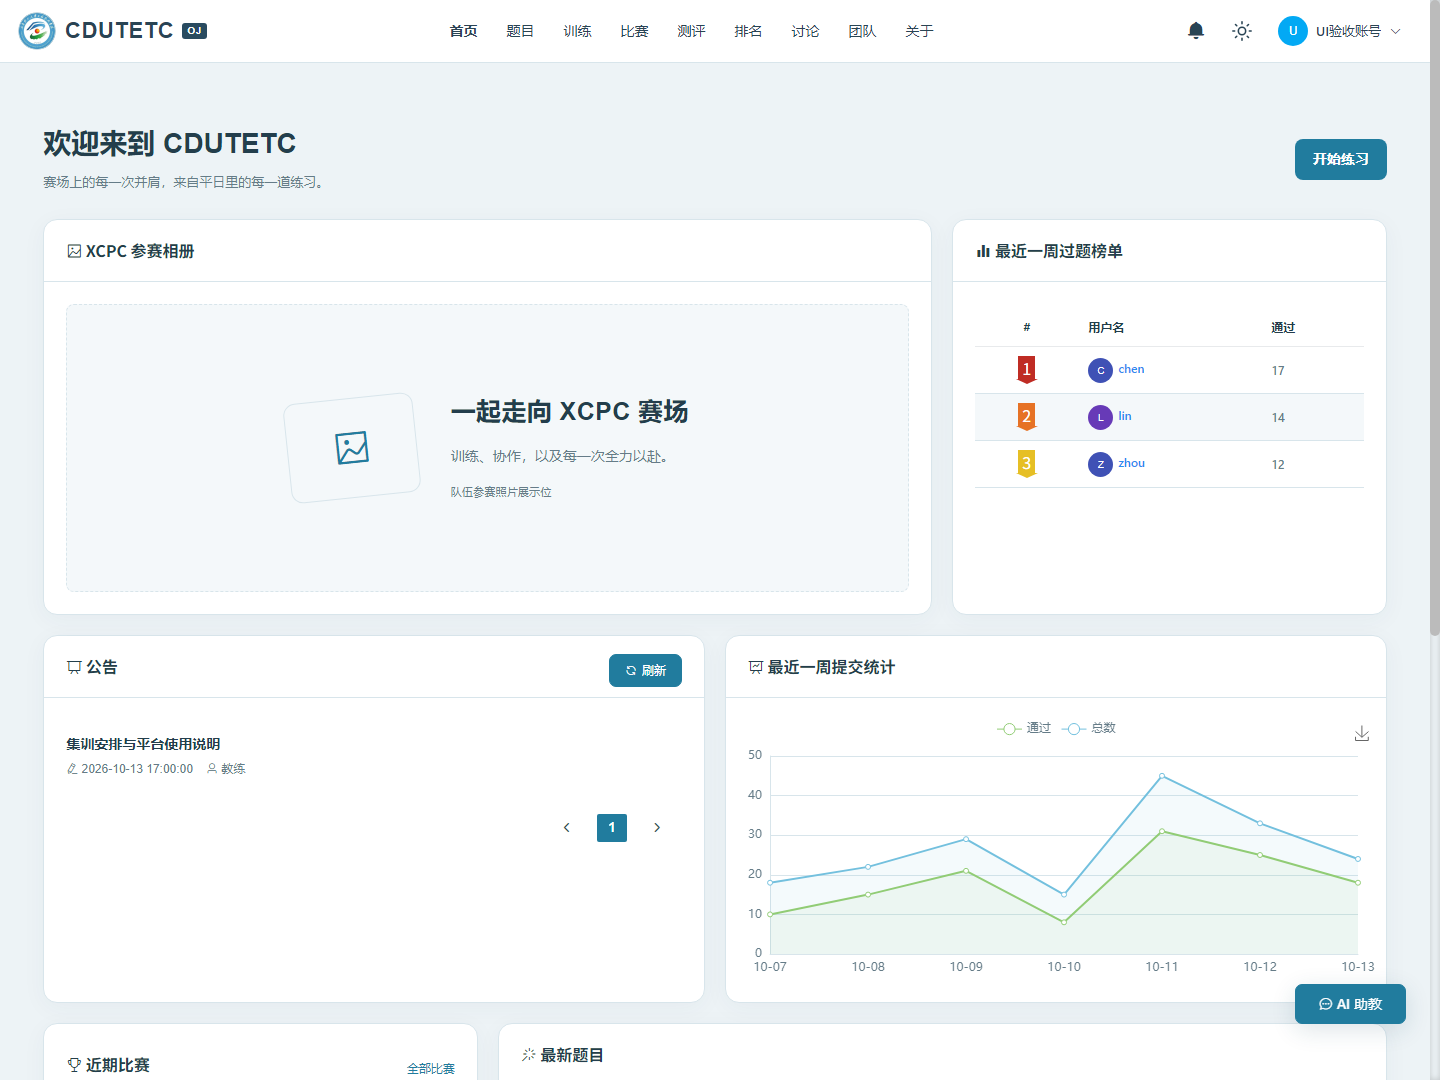 CDUTETC OJ
首页 题目 训练 比赛 测评 排名 讨论 团队 关于
U UI验收账号
欢迎来到 CDUTETC
赛场上的每一次并肩，来自平日里的每一道练习。
开始练习
XCPC 参赛相册
一起走向 XCPC 赛场
训练、协作，以及每一次全力以赴。
队伍参赛照片展示位
最近一周过题榜单
# 用户名 通过
1 C chen 17
2 L lin 14
3 Z zhou 12
公告
刷新
集训安排与平台使用说明
2026-10-13 17:00:00 教练
1
最近一周提交统计
通过 总数
50
40
30
20
10
0
10-07 10-08 10-09 10-10 10-11 10-12 10-13
AI 助教
近期比赛
全部比赛
最新题目